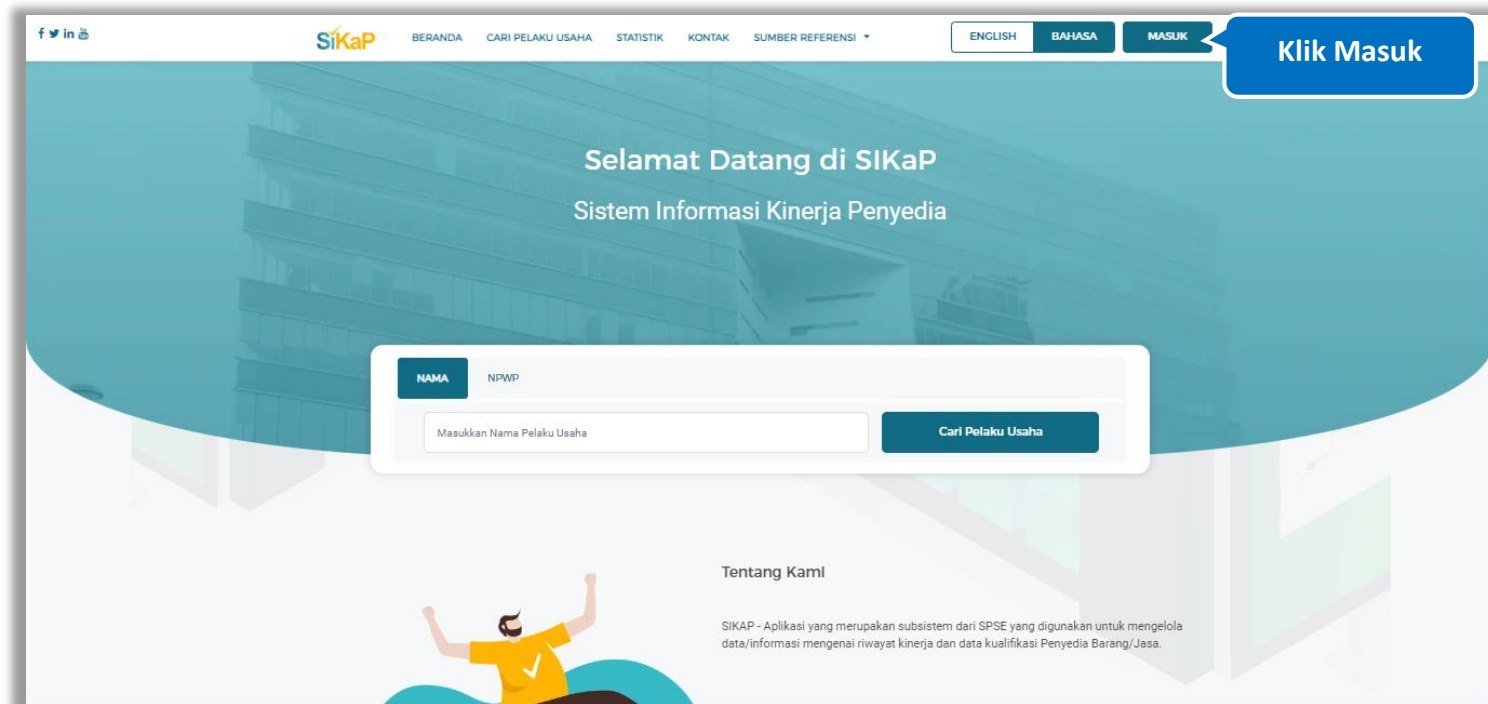 SiKaP
BERANDA CARI PELAKU USAHA STATISTIK KONTAK SUMBER REFERENSI
ENGLISH BAHASA MASUK
Klik Masuk
Selamat Datang di SIKaP
Sistem Informasi Kinerja Penyedia
NAMA NPWP
Masukkan Nama Pelaku Usaha
Cari Pelaku Usaha
Tentang Kami
SIKAP - Aplikasi yang merupakan subsistem dari SPSE yang digunakan untuk mengelola
data/informasi mengenai riwayat kinerja dan data kualifikasi Penyedia Barang/Jasa.